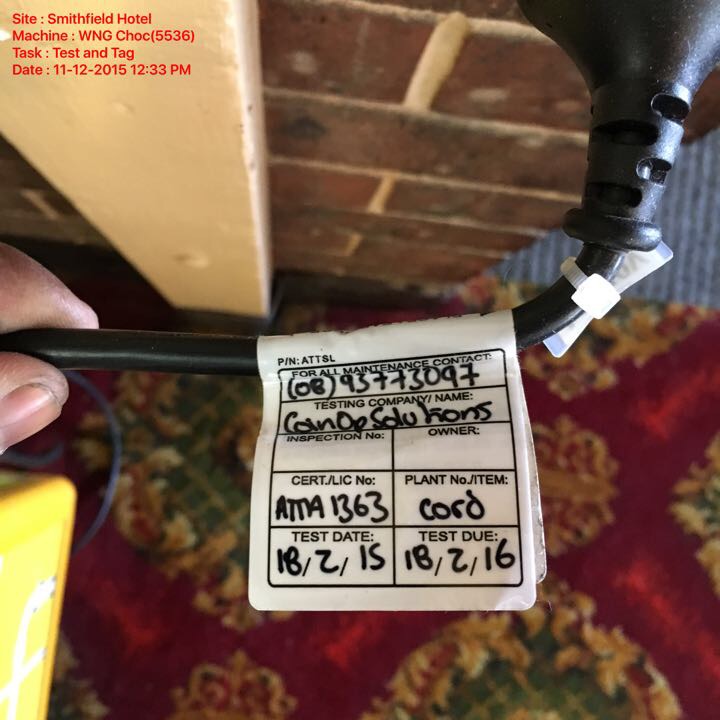 Site : Smithfield Hotel
Machine : WNG Choc(5536)
Task : Test and Tag
Date : 11-12-2015 12:33 PM
P/N: ATTSL
FOR ALL MAINTENANCE CONTACT:
(08)93773097
TESTING COMPANY/ NAME:
CoinOpSolutions
INSPECTION No: OWNER:
CERT./LIC No: PLANT No./ITEM:
ATTA 1363 cord
TEST DATE: TEST DUE:
18/2/15 18/2/16